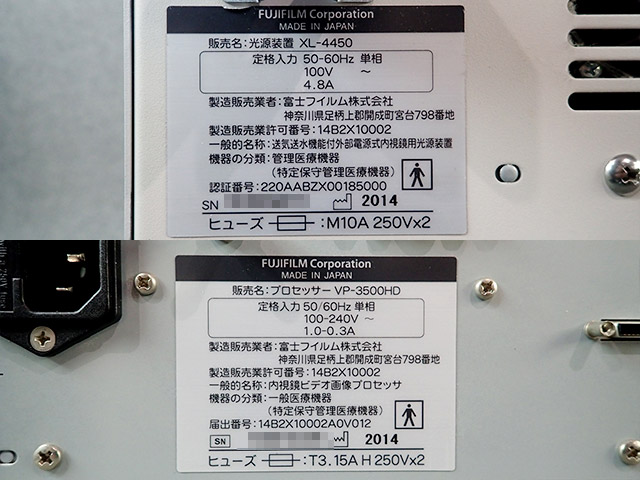 FUJIFILM Corporation
MADE IN JAPAN
販売名:光源装置 XL-4450
定格入力 50-60Hz 単相
100V ～
4.8A
製造販売業者:富士フイルム株式会社
神奈川県足柄上郡開成町宮台798番地
製造販売業許可番号:14B2X10002
一般的名称:送気送水機能付外部電源式内視鏡用光源装置
機器の分類:管理医療機器
(特定保守管理医療機器)
認証番号:220AABZX00185000
SN 2014
ヒューズ :M10A 250Vx2
FUJIFILM Corporation
MADE IN JAPAN
販売名:プロセッサー VP-3500HD
定格入力 50/60Hz 単相
100-240V ～
1.0-0.3A
製造販売業者:富士フイルム株式会社
神奈川県足柄上郡開成町宮台798番地
製造販売業許可番号:14B2X10002
一般的名称:内視鏡ビデオ画像プロセッサ
機器の分類:一般医療機器
(特定保守管理医療機器)
届出番号:14B2X10002A0V012
SN 2014
ヒューズ :T3.15A H 250Vx2